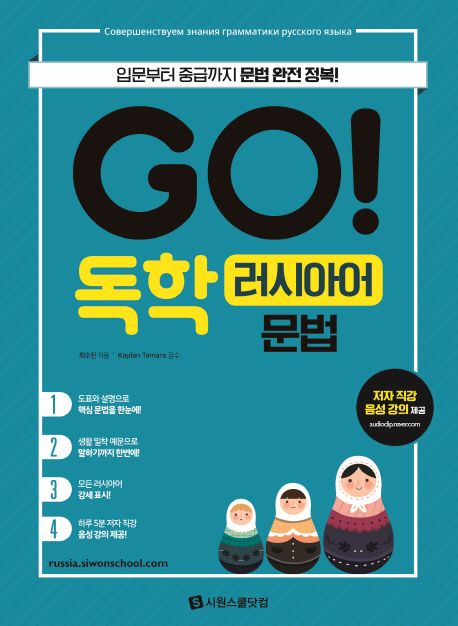 Совершенствуем знания грамматики русского языка
입문부터 중급까지 문법 완전 정복!
GO!
독학 러시아어
문법
최수진 지음 | Kaplan Tamara 감수
저자 직강
음성 강의 제공
audioclip.naver.com
1 도표와 설명으로
핵심 문법을 한눈에!
2 생활 밀착 예문으로
말하기까지 한번에!
3 모든 러시아어
강세 표시!
4 하루 5분 저자 직강
음성 강의 제공!
russia.siwonschool.com
S 시원스쿨닷컴